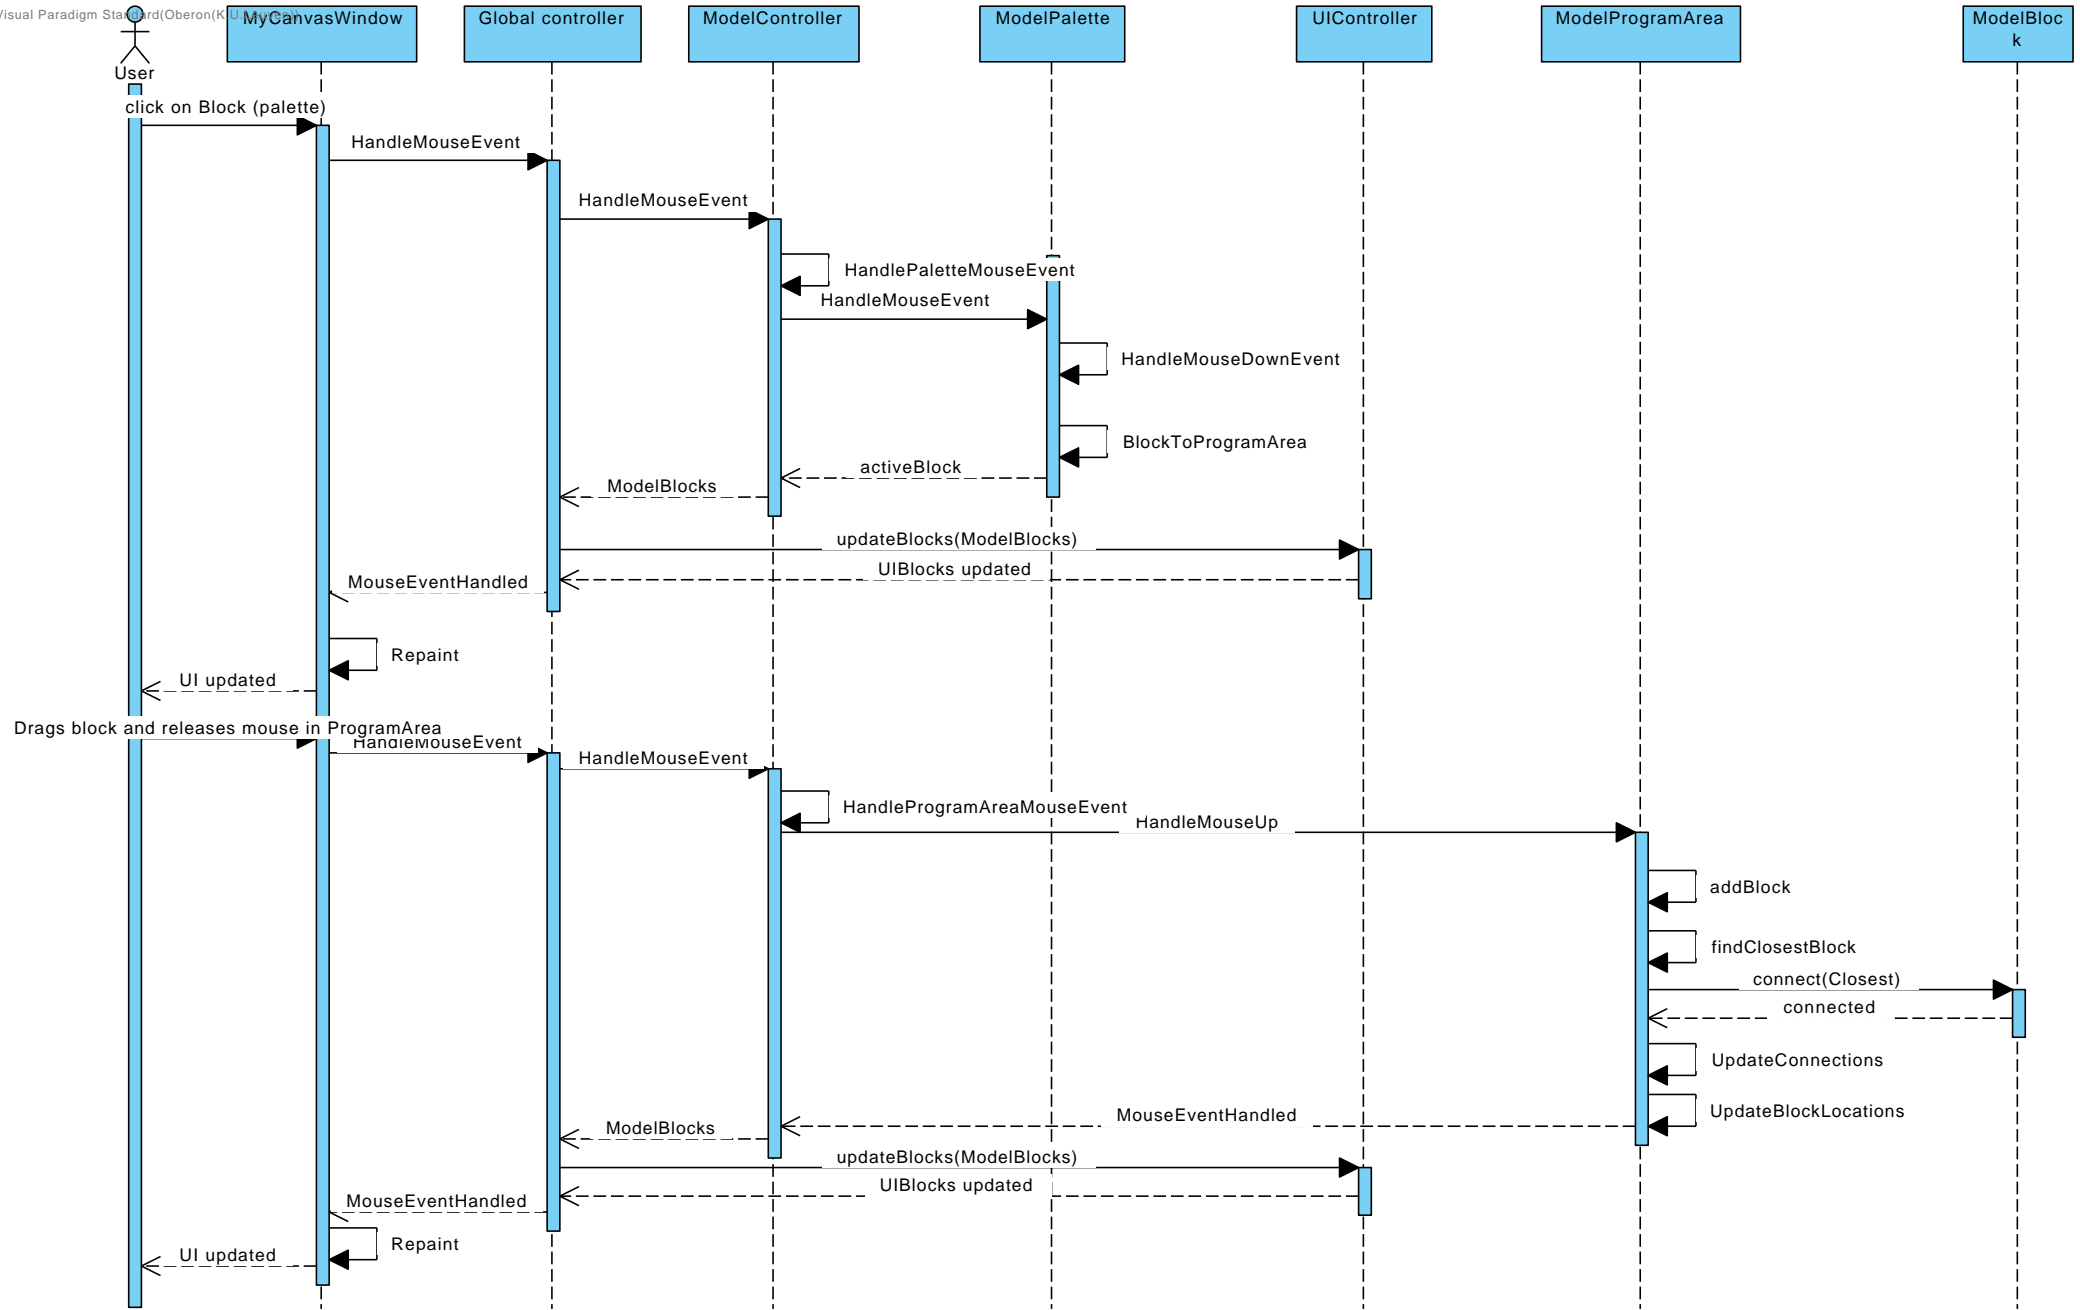 Visual Paradigm Standard(Oberon(K.U.Leuven))
MyCanvasWindow
Global controller
ModelController
ModelPalette
UIController
ModelProgramArea
ModelBloc
k
User
click on Block (palette)
HandleMouseEvent
HandleMouseEvent
HandlePaletteMouseEvent
HandleMouseEvent
HandleMouseDownEvent
BlockToProgramArea
activeBlock
ModelBlocks
updateBlocks(ModelBlocks)
UIBlocks updated
MouseEventHandled
Repaint
UI updated
Drags block and releases mouse in ProgramArea
HandleMouseEvent
HandleMouseEvent
HandleProgramAreaMouseEvent
HandleMouseUp
addBlock
findClosestBlock
connect(Closest)
connected
UpdateConnections
UpdateBlockLocations
MouseEventHandled
ModelBlocks
updateBlocks(ModelBlocks)
UIBlocks updated
MouseEventHandled
Repaint
UI updated